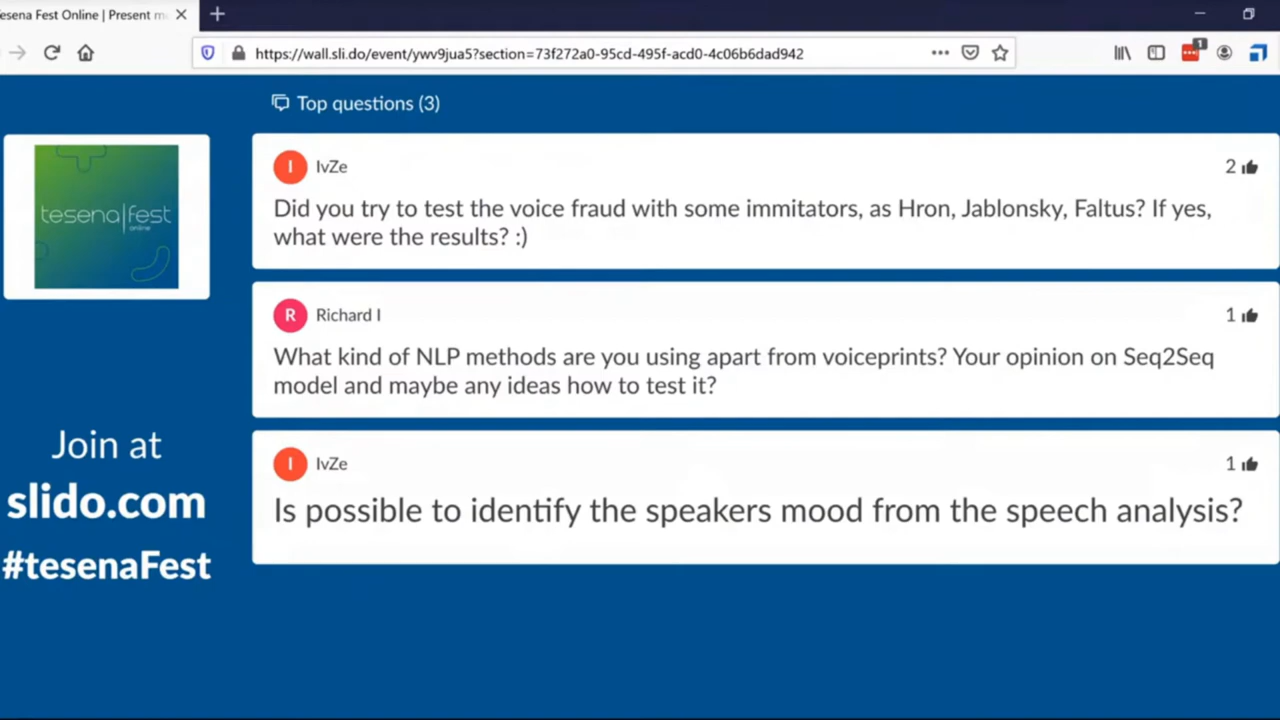 esena Fest Online | Present m
https://wall.sli.do/event/ywv9jua5?section=73f272a0-95cd-495f-acd0-4c06b6dad942
1
Top questions (3)
tesena|fest
online
I IvZe 2
Did you try to test the voice fraud with some immitators, as Hron, Jablonsky, Faltus? If yes,
what were the results? :)
R Richard I 1
What kind of NLP methods are you using apart from voiceprints? Your opinion on Seq2Seq
model and maybe any ideas how to test it?
I IvZe 1
Is possible to identify the speakers mood from the speech analysis?
Join at
slido.com
#tesenaFest